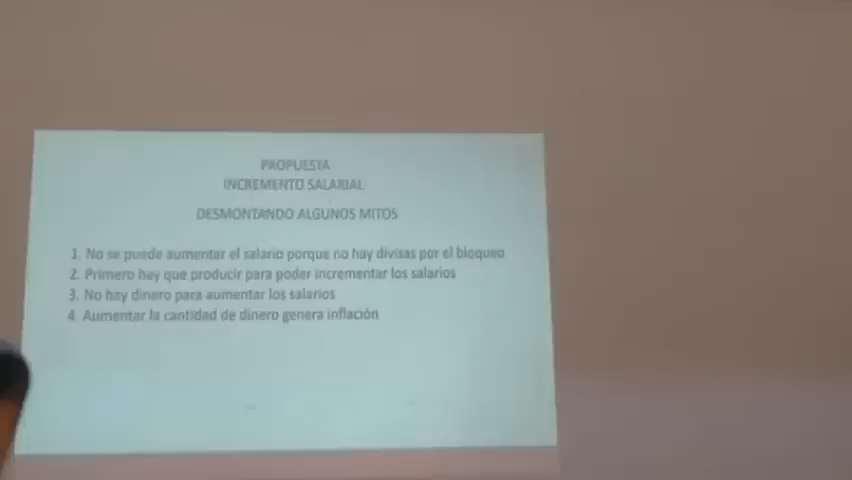 PROPUESTA
INCREMENTO SALARIAL
DESMONTANDO ALGUNOS MITOS
1. No se puede aumentar el salario porque no hay divisas por el bloqueo
2. Primero hay que producir para poder incrementar los salarios
3. No hay dinero para aumentar los salarios
4. Aumentar la cantidad de dinero genera inflación